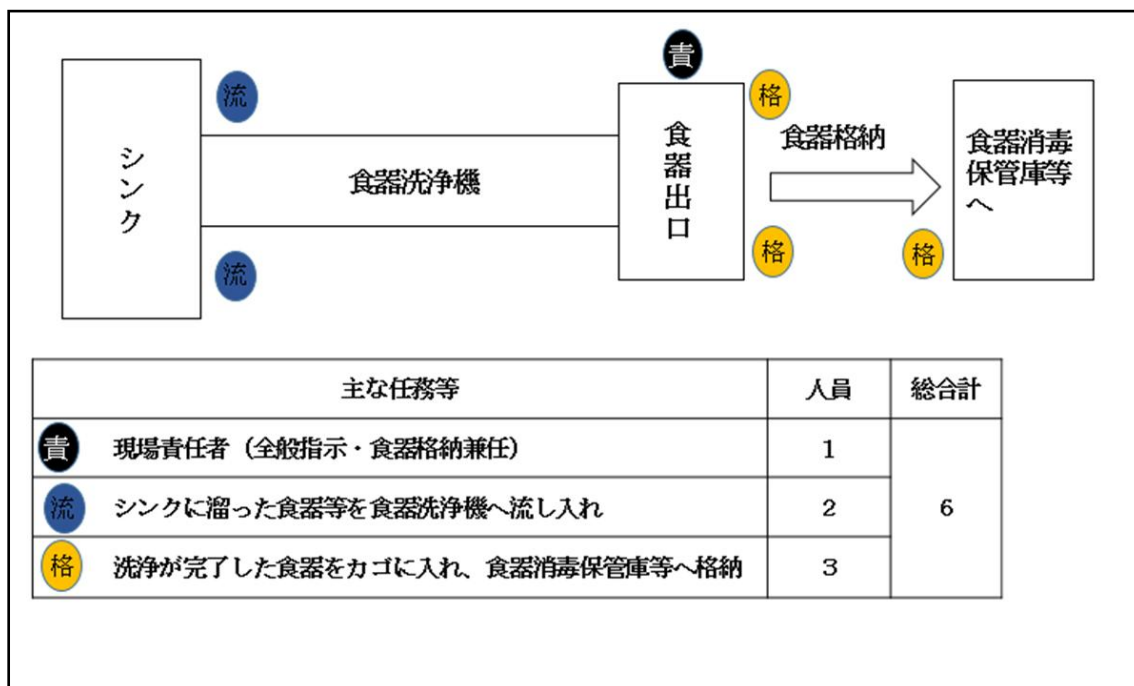 責
流
格
シンク
食器洗浄機
食器出口
食器格納
食器消毒
保管庫等
へ
流
格
格
主な任務等 人員 総合計
責 現場責任者（全般指示・食器格納兼任） 1
流 シンクに溜った食器等を食器洗浄機へ流し入れ 2 6
格 洗浄が完了した食器をカゴに入れ、食器消毒保管庫等へ格納 3